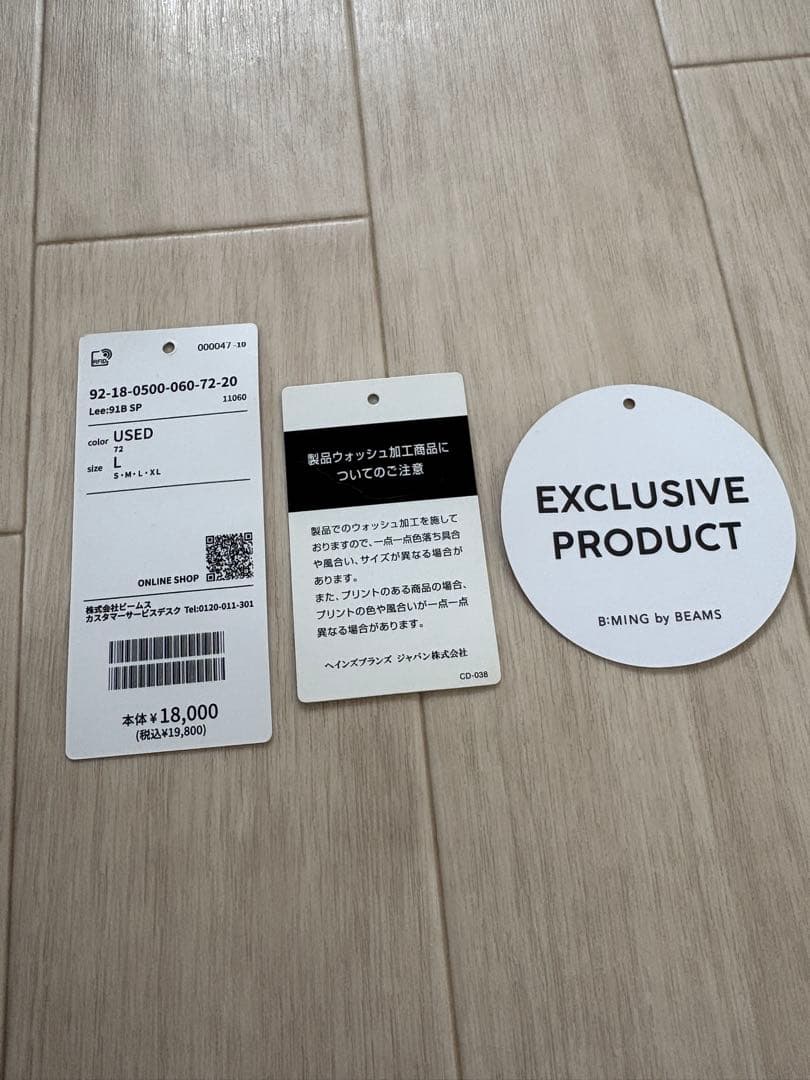 RFID
000047-10
92-18-0500-060-72-20
Lee:91B SP
11060
color USED
72
size L
S・M・L・XL
ONLINE SHOP
株式会社ビームス
カスタマーサービスデスク Tel:0120-011-301
本体¥18,000
(税込¥19,800)
製品ウォッシュ加工商品に
ついてのご注意
製品でのウォッシュ加工を施して
おりますので、一点一点色落ち具合
や風合い、サイズが異なる場合が
あります。
また、プリントのある商品の場合、
プリントの色や風合いが一点一点
異なる場合があります。
ヘインズブランズ ジャパン株式会社
CD-038
EXCLUSIVE
PRODUCT
B:MING by BEAMS